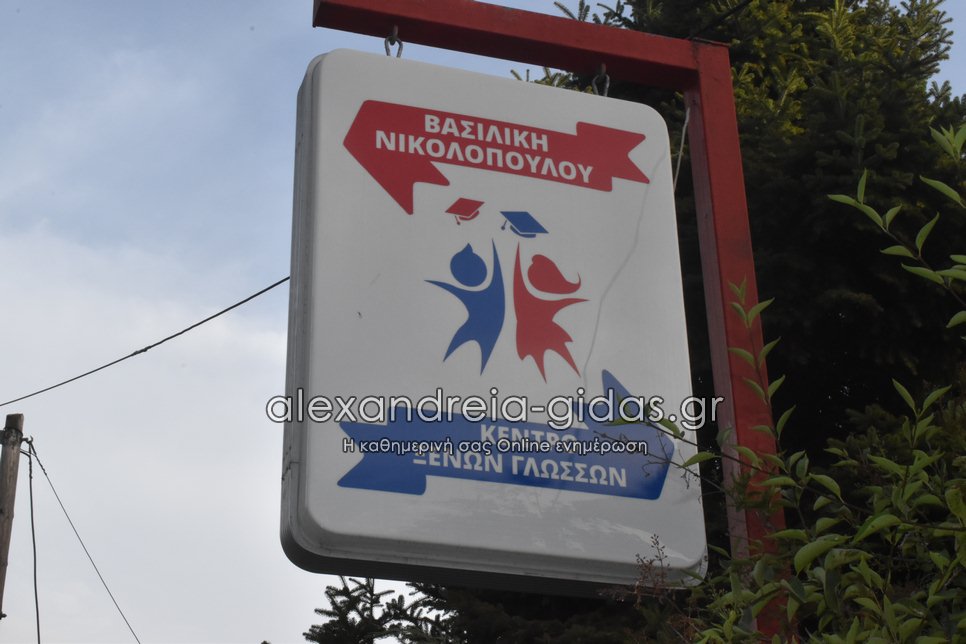 ΒΑΣΙΛΙΚΗ
ΝΙΚΟΛΟΠΟΥΛΟΥ
alexandreia-gidas.gr
ΚΕΝΤΡΟ
Η καθημερινή σας Online ενημέρωση
ΞΕΝΩΝ ΓΛΩΣΣΩΝ